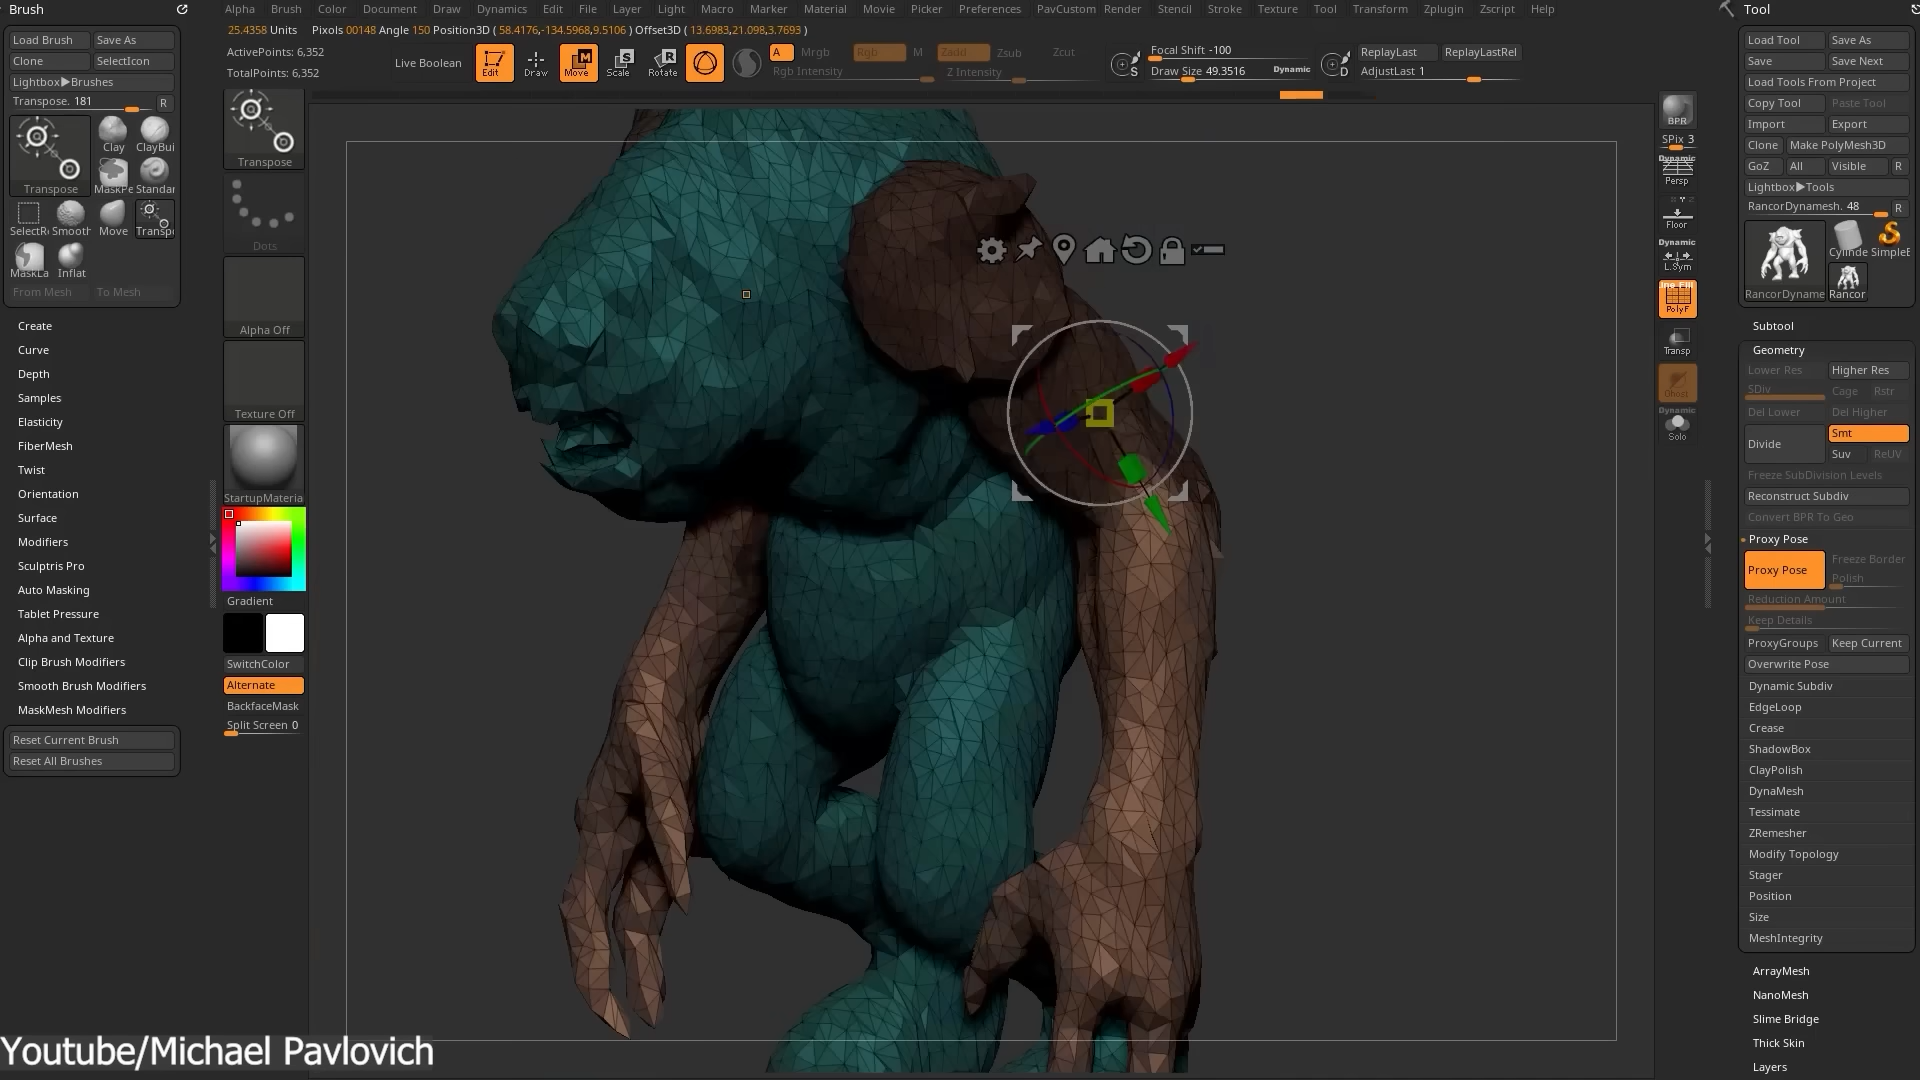 Brush
Alpha Brush Color Document Draw Dynamics Edit File Layer Light Macro Marker Material Movie Picker Preferences PavCustom Render Stencil Stroke Texture Tool Transform Zplugin Zscript Help
Tool
25.4358 Units Pixols 00148 Angle 150 Position3D ( 58.4176,-134.5968,9.5106 ) Offset3D ( 13.6983,21.098,3.7693 )
ActivePoints: 6,352
TotalPoints: 6,352
Live Boolean
Edit
Draw
Move
Scale
Rotate
A Mrgb Rgb M Zadd Zsub Zcut
Rgb Intensity Z Intensity
S
Focal Shift -100
Draw Size 49.3516 Dynamic
D
ReplayLast ReplayLastRel
AdjustLast 1
Load Brush Save As
Clone SelectIcon
Lightbox▶Brushes
Transpose. 181 R
Clay ClayBui
Transpose MaskPe Standar
SelectR Smooth Move Transpo
MaskLa Inflat
From Mesh To Mesh
Create
Curve
Depth
Samples
Elasticity
FiberMesh
Twist
Orientation
Surface
Modifiers
Sculptris Pro
Auto Masking
Tablet Pressure
Alpha and Texture
Clip Brush Modifiers
Smooth Brush Modifiers
MaskMesh Modifiers
Reset Current Brush
Reset All Brushes
Transpose
Dots
Alpha Off
Texture Off
StartupMateria
Gradient
SwitchColor
Alternate
BackfaceMask
Split Screen 0
BPR
SPix 3
Dynamic
Persp
Floor
Dynamic
L.Sym
Line Fill
PolyF
Transp
Ghost
Dynamic
Solo
Load Tool Save As
Save Save Next
Load Tools From Project
Copy Tool Paste Tool
Import Export
Clone Make PolyMesh3D
GoZ All Visible R
Lightbox▶Tools
RancorDynamesh. 48 R
Cylinde SimpleE
RancorDyname Rancor
Subtool
Geometry
Lower Res Higher Res
SDiv Cage Rstr
Del Lower Del Higher
Divide Smt
Suv ReUV
Freeze SubDivision Levels
Reconstruct Subdiv
Convert BPR To Geo
Proxy Pose
Proxy Pose Freeze Border
Polish
Reduction Amount
Keep Details
ProxyGroups Keep Current
Overwrite Pose
Dynamic Subdiv
EdgeLoop
Crease
ShadowBox
ClayPolish
DynaMesh
Tessimate
ZRemesher
Modify Topology
Stager
Position
Size
MeshIntegrity
ArrayMesh
NanoMesh
Slime Bridge
Thick Skin
Layers
Youtube/Michael Pavlovich